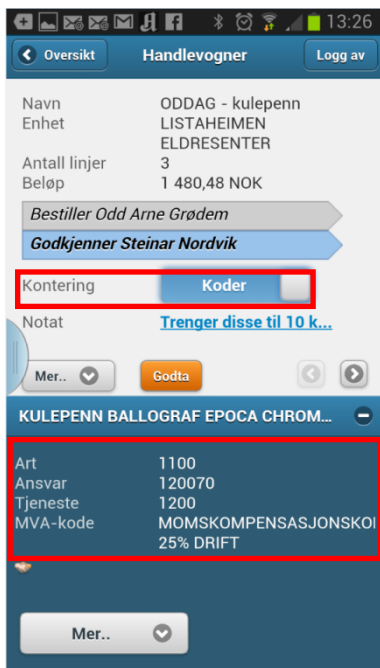 13:26
Oversikt Handlevogner Logg av
Navn ODDAG - kulepenn
Enhet LISTAHEIMEN
ELDRESENTER
Antall linjer 3
Beløp 1 480,48 NOK
Bestiller Odd Arne Grødem
Godkjenner Steinar Nordvik
Kontering Koder
Notat Trenger disse til 10 k...
Mer.. Godta
KULEPENN BALLOGRAF EPOCA CHROM...
Art 1100
Ansvar 120070
Tjeneste 1200
MVA-kode MOMSKOMPENSASJONSKO
25% DRIFT
Mer..